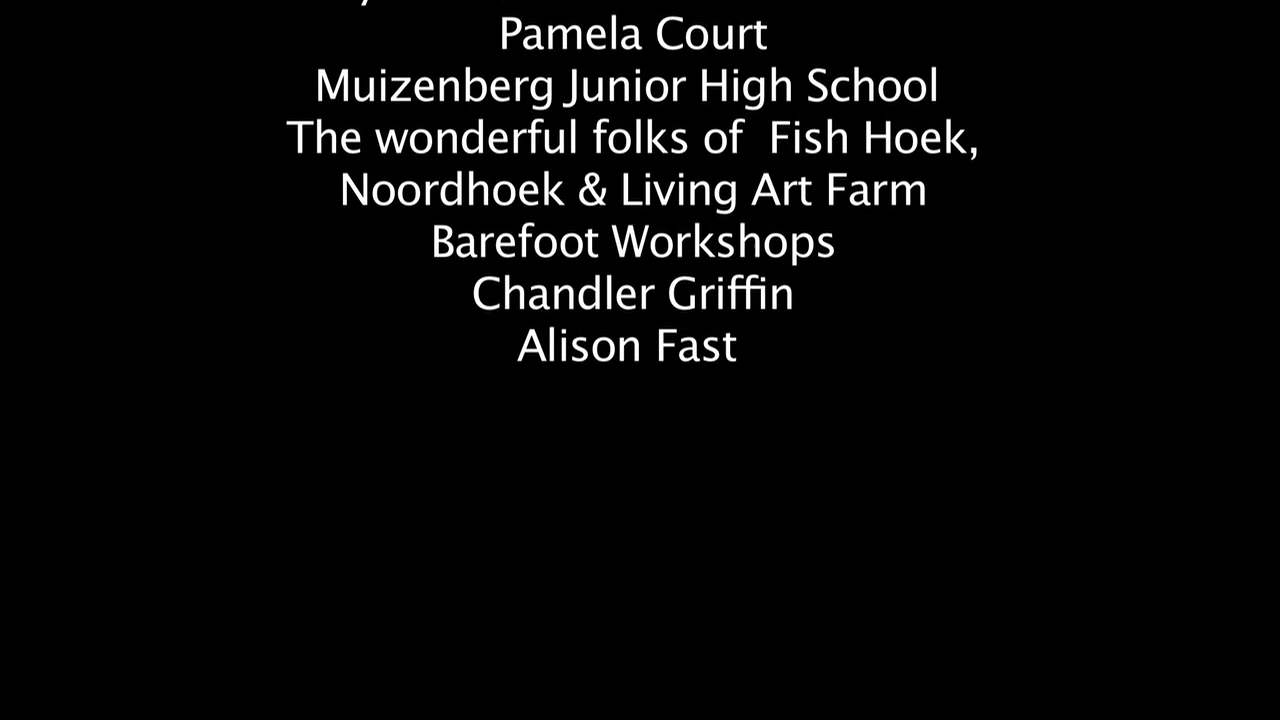 Pamela Court
Muizenberg Junior High School
The wonderful folks of  Fish Hoek,
Noordhoek & Living Art Farm
Barefoot Workshops
Chandler Griffin
Alison Fast